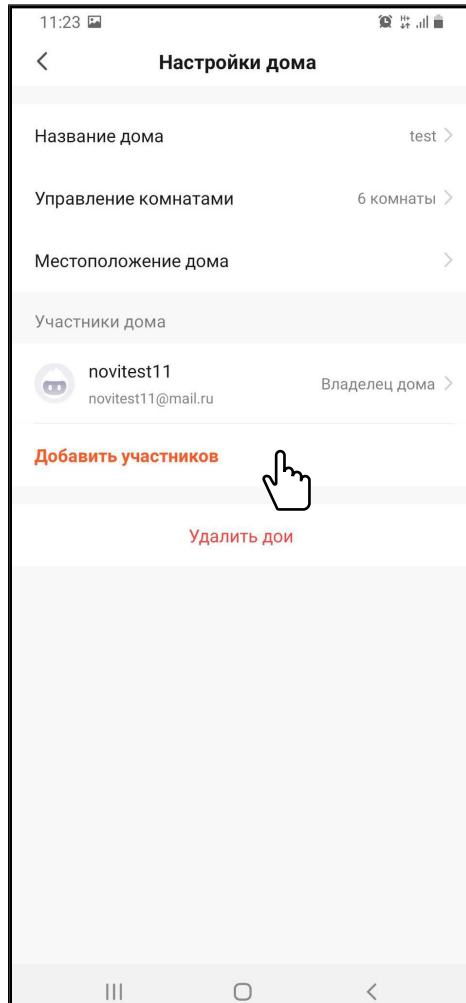 11:23
Настройки дома
Название дома test
Управление комнатами 6 комнаты
Местоположение дома
Участники дома
novitest11
novitest11@mail.ru
Владелец дома
Добавить участников
Удалить дои